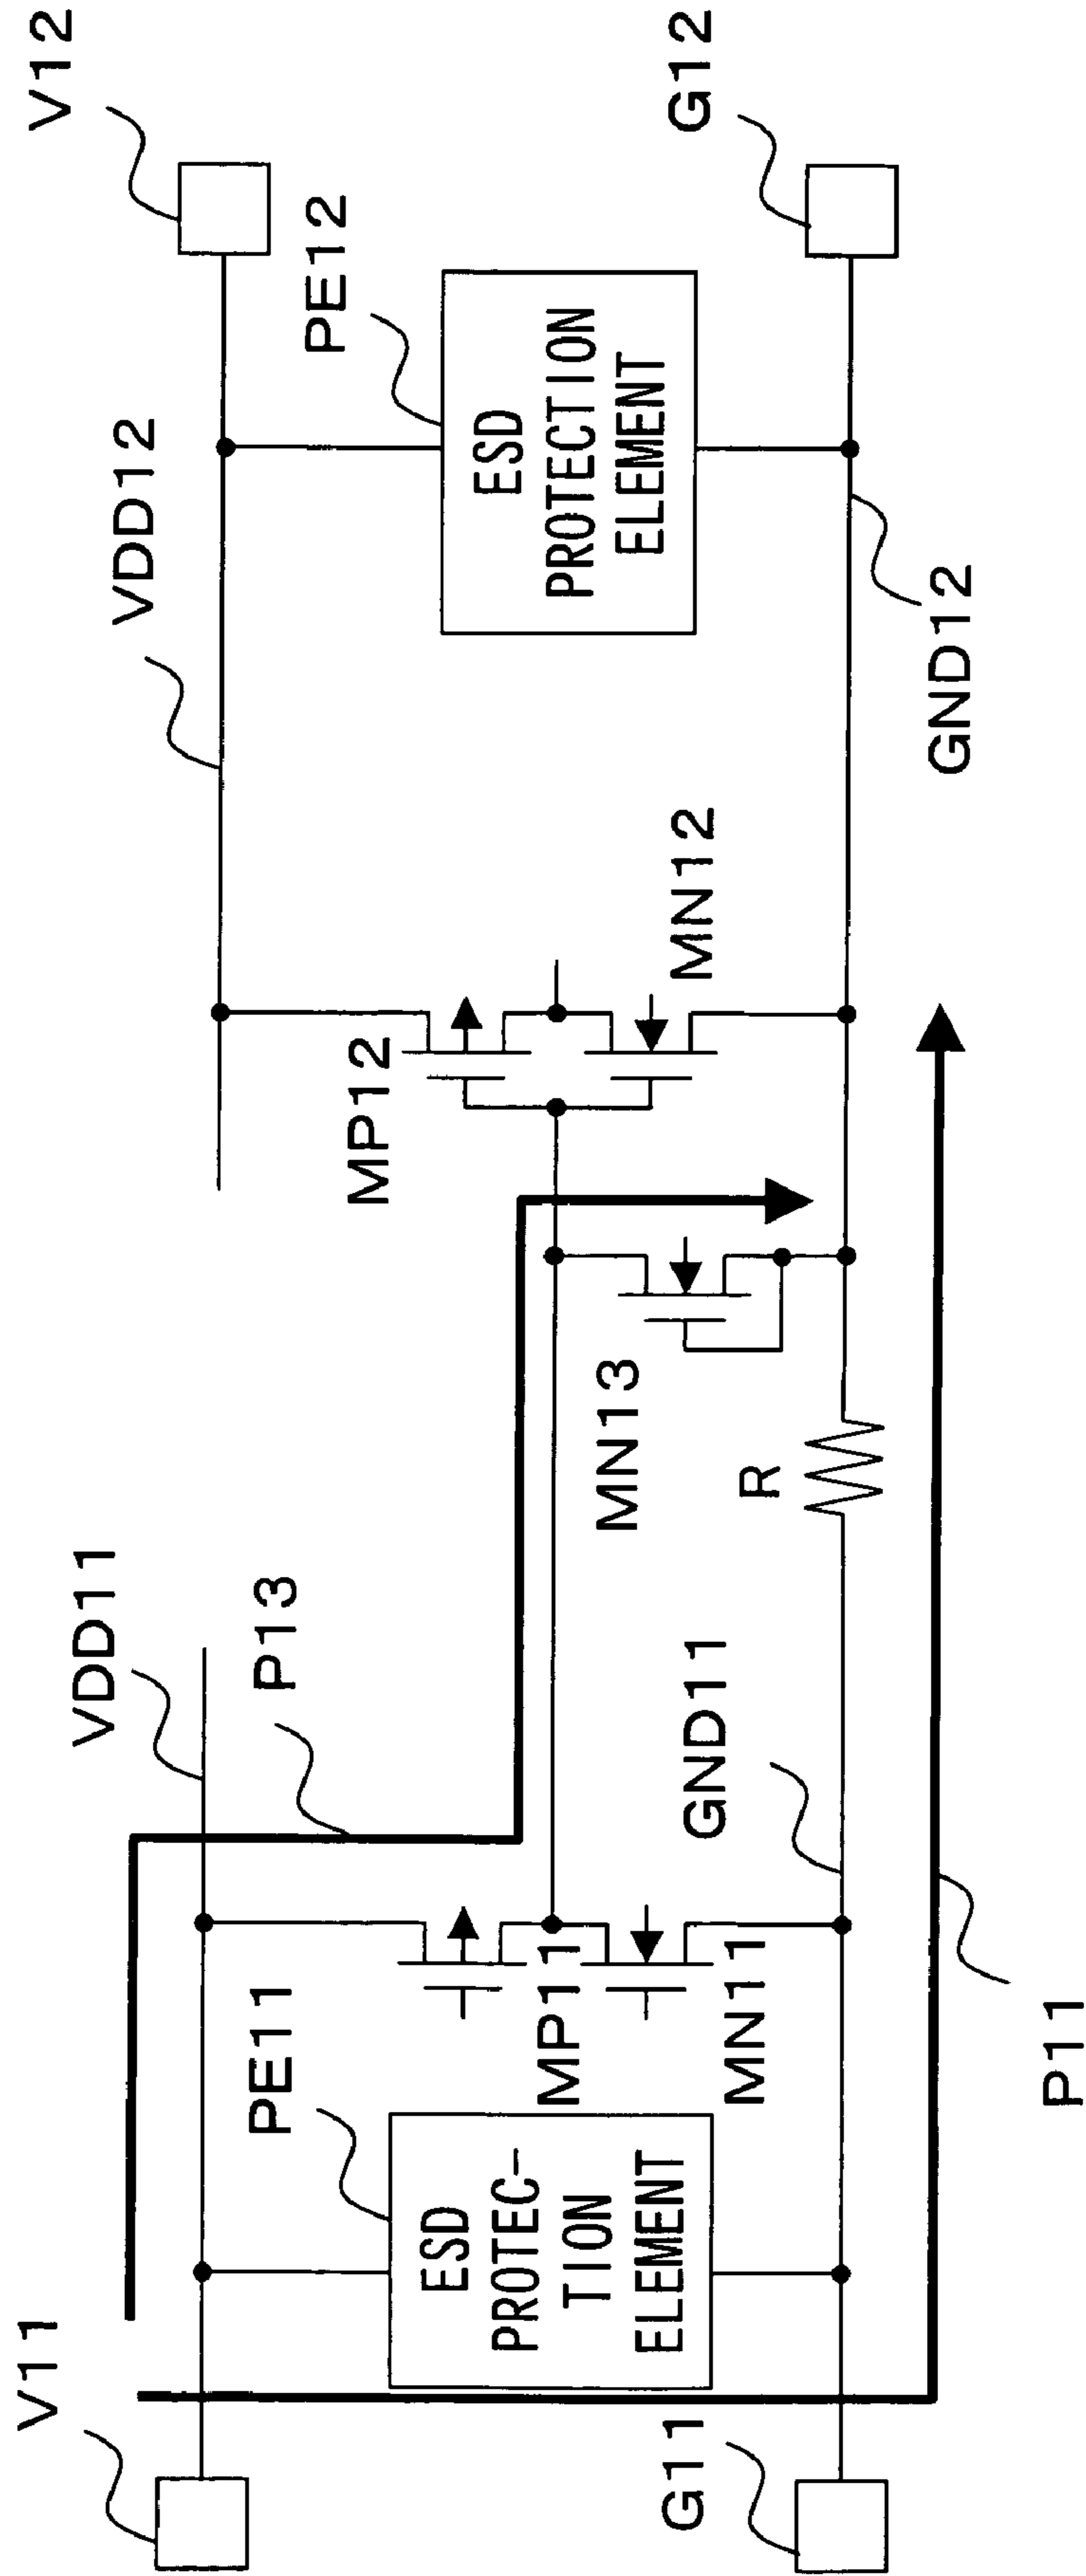 V11
VDD11
VDD12
V12
P13
PE11
ESD
PROTEC-
TION
ELEMENT
MP11
MN11
MP12
MN12
MN13
R
PE12
ESD
PROTECTION
ELEMENT
G11
GND11
GND12
G12
P11